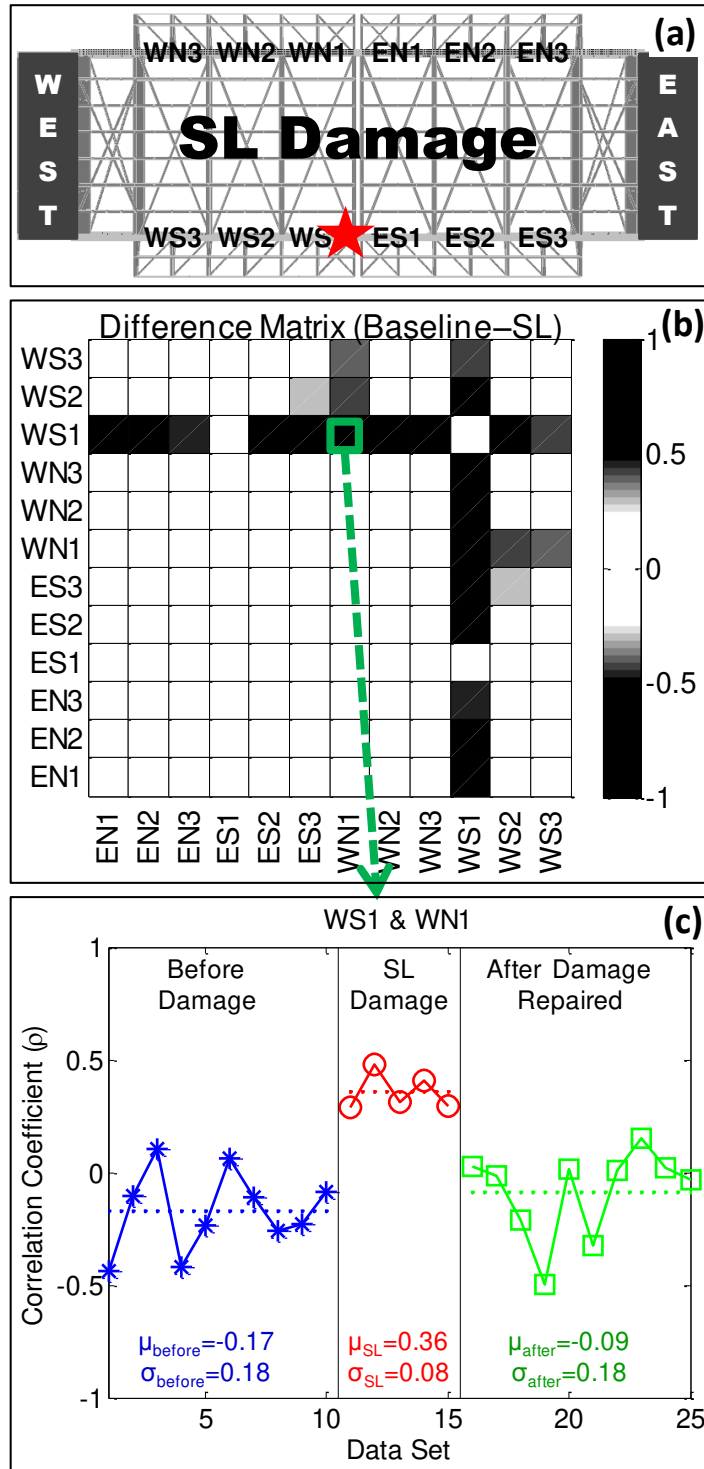 (a)
WN3 WN2 WN1 EN1 EN2 EN3
WEST
SL Damage
EAST
WS3 WS2 WS ES1 ES2 ES3
Difference Matrix (Baseline–SL)
(b)
WS3
WS2
WS1
WN3
WN2
WN1
ES3
ES2
ES1
EN3
EN2
EN1
EN1 EN2 EN3 ES1 ES2 ES3 WN1 WN2 WN3 WS1 WS2 WS3
1
0.5
0
-0.5
-1
WS1 & WN1
(c)
Before
Damage
SL
Damage
After Damage
Repaired
Correlation Coefficient (ρ)
1
0.5
0
-0.5
-1
μbefore=-0.17
σbefore=0.18
μSL=0.36
σSL=0.08
μafter=-0.09
σafter=0.18
5 10 15 20 25
Data Set